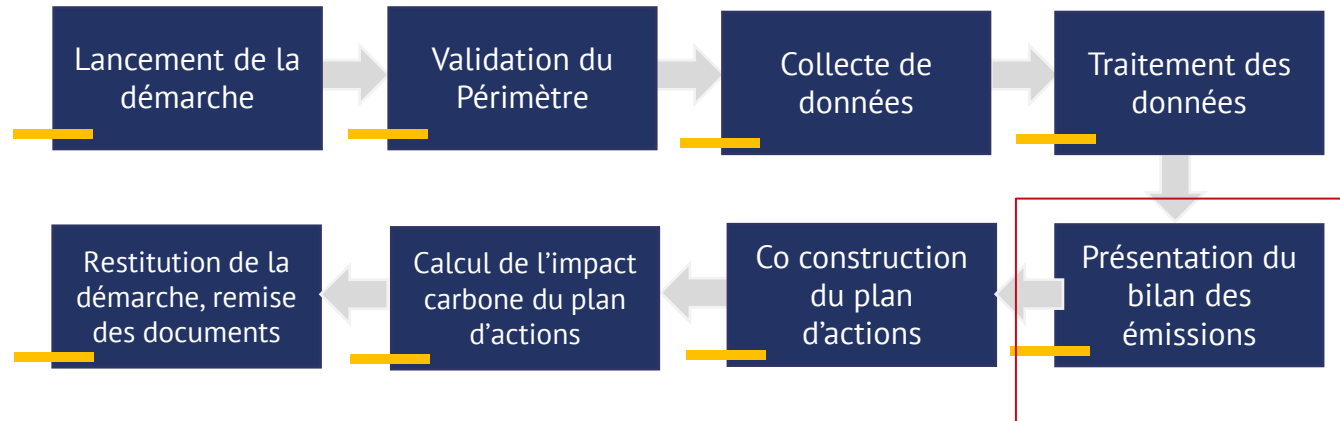 Lancement de la
démarche
Validation du
Périmètre
Collecte de
données
Traitement des
données
Présentation du
bilan des
émissions
Co construction
du plan
d’actions
Calcul de l’impact
carbone du plan
d’actions
Restitution de la
démarche, remise
des documents